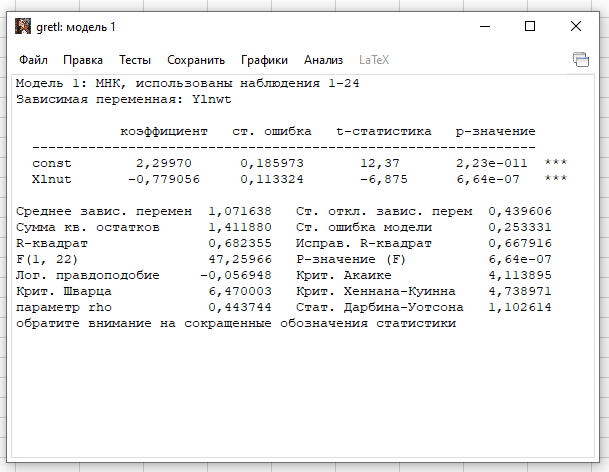 gretl: модель 1
Файл Правка Тесты Сохранить Графики Анализ LaTeX
Модель 1: МНК, использованы наблюдения 1-24
Зависимая переменная: Ylnwt
коэффициент ст. ошибка t-статистика p-значение
----------------------------------------------------------------
const 2,29970 0,185973 12,37 2,23e-011 ***
Xlnut −0,779056 0,113324 −6,875 6,64e-07 ***
Среднее завис. перемен 1,071638 Ст. откл. завис. перем 0,439606
Сумма кв. остатков 1,411880 Ст. ошибка модели 0,253331
R-квадрат 0,682355 Исправ. R-квадрат 0,667916
F(1, 22) 47,25966 Р-значение (F) 6,64e-07
Лог. правдоподобие −0,056948 Крит. Акаике 4,113895
Крит. Шварца 6,470003 Крит. Хеннана-Куинна 4,738971
параметр rho 0,443744 Стат. Дарбина-Уотсона 1,102614
обратите внимание на сокращенные обозначения статистики